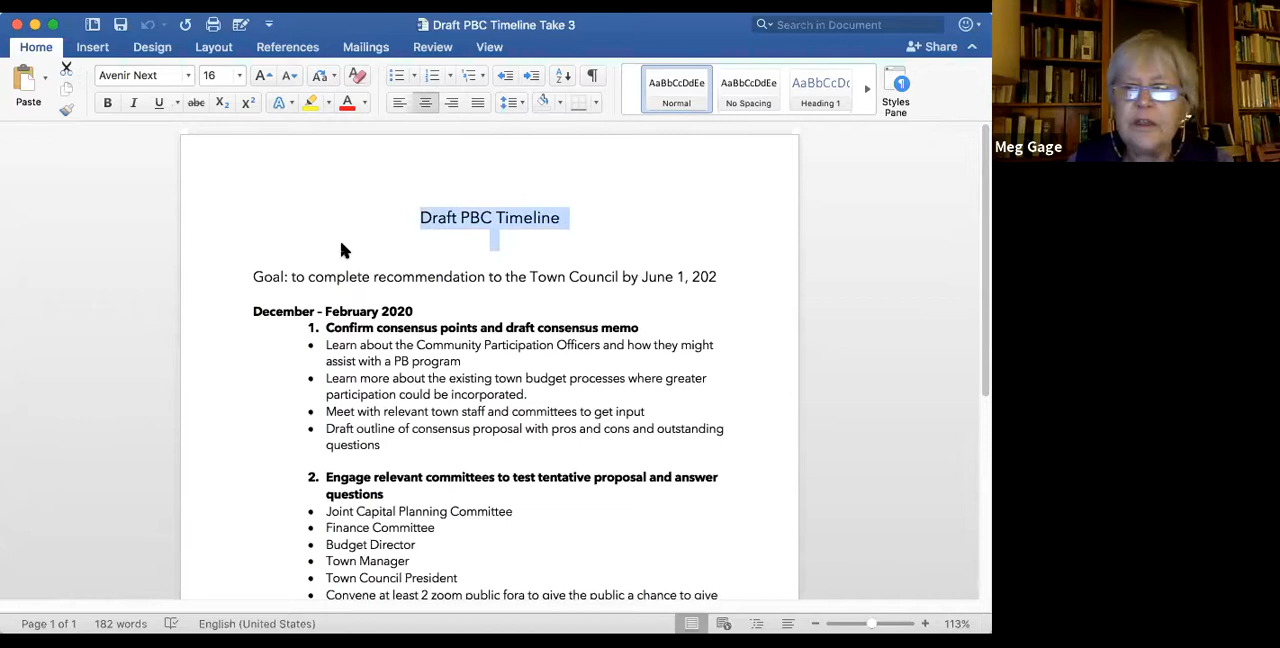 Draft PBC Timeline Take 3
Search in Document
Home Insert Design Layout References Mailings Review View
Share
Paste
Avenir Next 16
AaBbCcDdEe AaBbCcDdEe AaBbCcDc
Normal No Spacing Heading 1
Styles
Pane
Meg Gage
Draft PBC Timeline
Goal: to complete recommendation to the Town Council by June 1, 202
December – February 2020
1. Confirm consensus points and draft consensus memo
• Learn about the Community Participation Officers and how they might
assist with a PB program
• Learn more about the existing town budget processes where greater
participation could be incorporated.
• Meet with relevant town staff and committees to get input
• Draft outline of consensus proposal with pros and cons and outstanding
questions
2. Engage relevant committees to test tentative proposal and answer
questions
• Joint Capital Planning Committee
• Finance Committee
• Budget Director
• Town Manager
• Town Council President
• Convene at least 2 zoom public fora to give the public a chance to give
Page 1 of 1 182 words English (United States) 113%